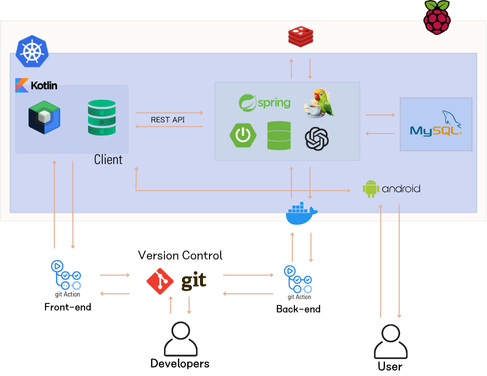 Kotlin
spring
REST API
MySQL
Client
android
Version Control
git
git Action
Front-end
git Action
Back-end
Developers
User